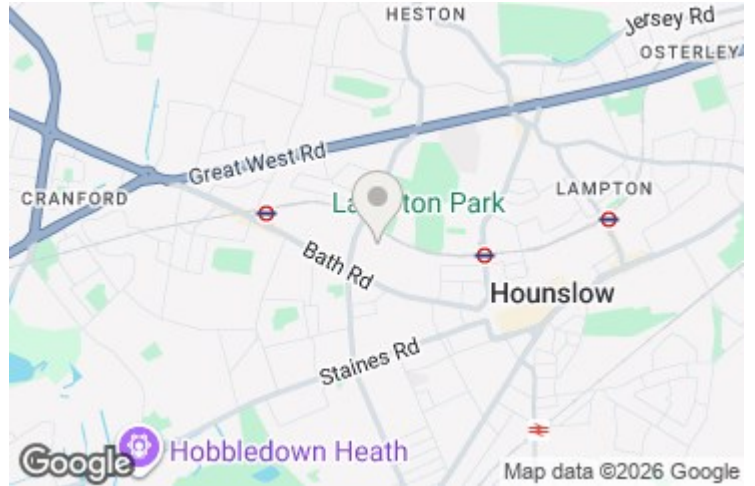 HESTON
Jersey Rd
OSTERLEY
Great West Rd
CRANFORD
LAMPTON
ton Park
Bath Rd
Hounslow
Staines Rd
Hobbledown Heath
Google
Map data ©2026 Google